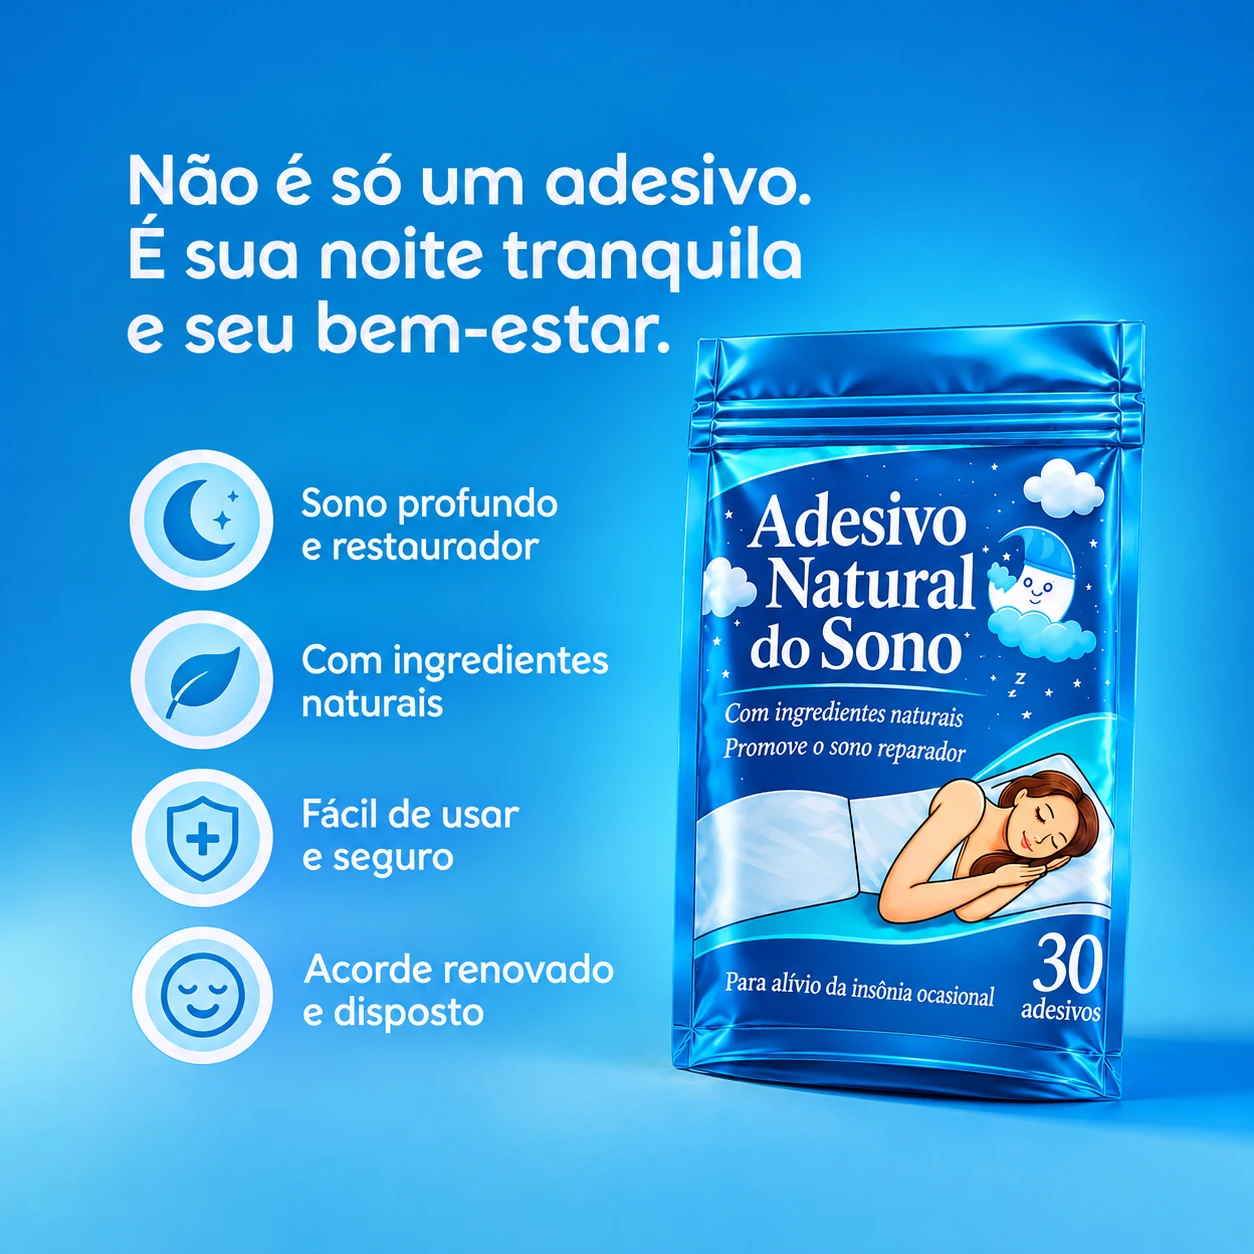 Não é só um adesivo.
É sua noite tranquila
e seu bem-estar.
Sono profundo
e restaurador
Com ingredientes
naturais
Fácil de usar
e seguro
Acorde renovado
e disposto
Adesivo
Natural
do Sono
z
z
Com ingredientes naturais
Promove o sono reparador
Para alívio da insônia ocasional
30
adesivos